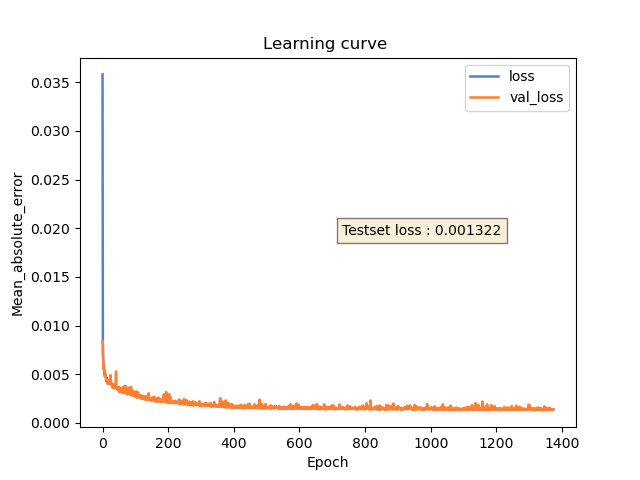 Learning curve
loss
val_loss
Testset loss : 0.001322
Mean_absolute_error
0.035
0.030
0.025
0.020
0.015
0.010
0.005
0.000
0 200 400 600 800 1000 1200 1400
Epoch